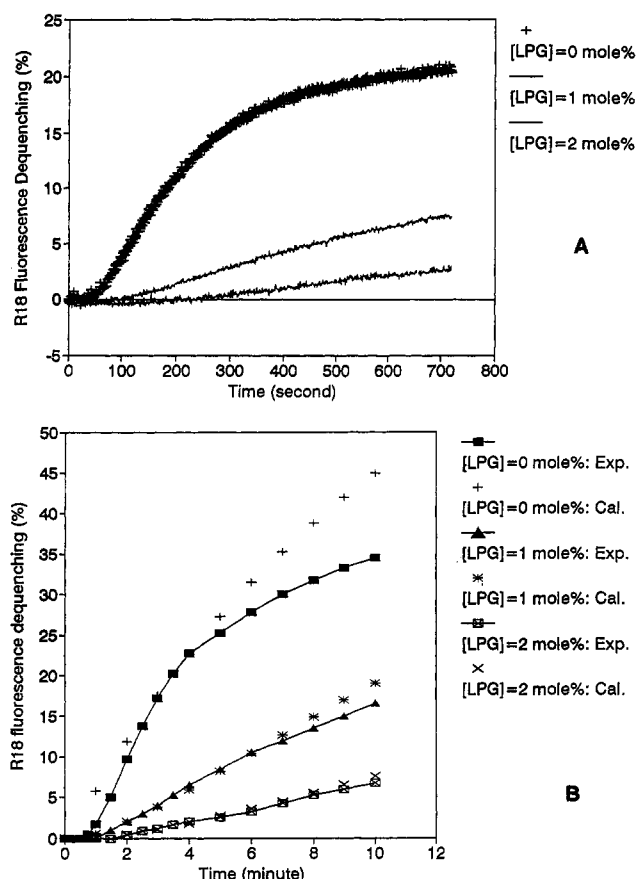 R18 Fluorescence Dequenching (%)
25
20
15
10
5
0
-5
0 100 200 300 400 500 600 700 800
Time (second)
[LPG]=0 mole%
[LPG]=1 mole%
[LPG]=2 mole%
A
R18 fluorescence dequenching (%)
50
45
40
35
30
25
20
15
10
5
0
0 2 4 6 8 10 12
Time (minute)
[LPG]=0 mole%: Exp.
[LPG]=0 mole%: Cal.
[LPG]=1 mole%: Exp.
[LPG]=1 mole%: Cal.
[LPG]=2 mole%: Exp.
[LPG]=2 mole%: Cal.
B